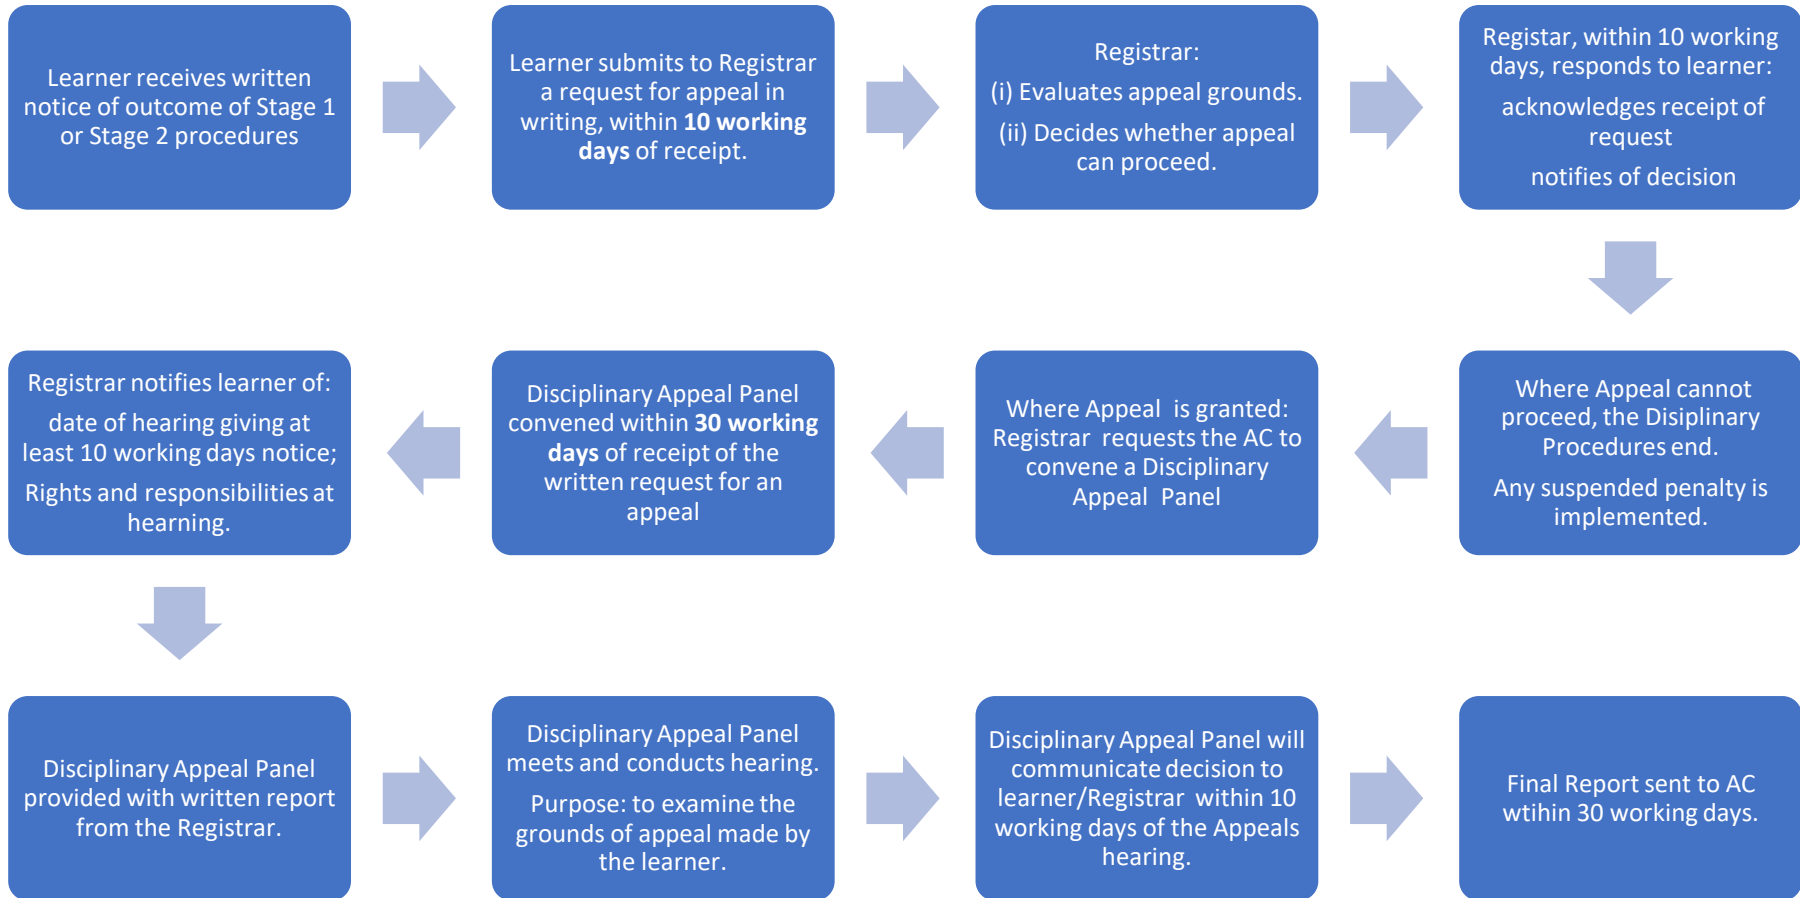 Learner receives written
notice of outcome of Stage 1
or Stage 2 procedures
Learner submits to Registrar
a request for appeal in
writing, within 10 working
days of receipt.
Registrar:
(i) Evaluates appeal grounds.
(ii) Decides whether appeal
can proceed.
Registar, within 10 working
days, responds to learner:
acknowledges receipt of
request
notifies of decision
Where Appeal cannot
proceed, the Disiplinary
Procedures end.
Any suspended penalty is
implemented.
Where Appeal is granted:
Registrar requests the AC to
convene a Disciplinary
Appeal Panel
Disciplinary Appeal Panel
convened within 30 working
days of receipt of the
written request for an
appeal
Registrar notifies learner of:
date of hearing giving at
least 10 working days notice;
Rights and responsibilities at
hearning.
Disciplinary Appeal Panel
provided with written report
from the Registrar.
Disciplinary Appeal Panel
meets and conducts hearing.
Purpose: to examine the
grounds of appeal made by
the learner.
Disciplinary Appeal Panel will
communicate decision to
learner/Registrar within 10
working days of the Appeals
hearing.
Final Report sent to AC
wtihin 30 working days.